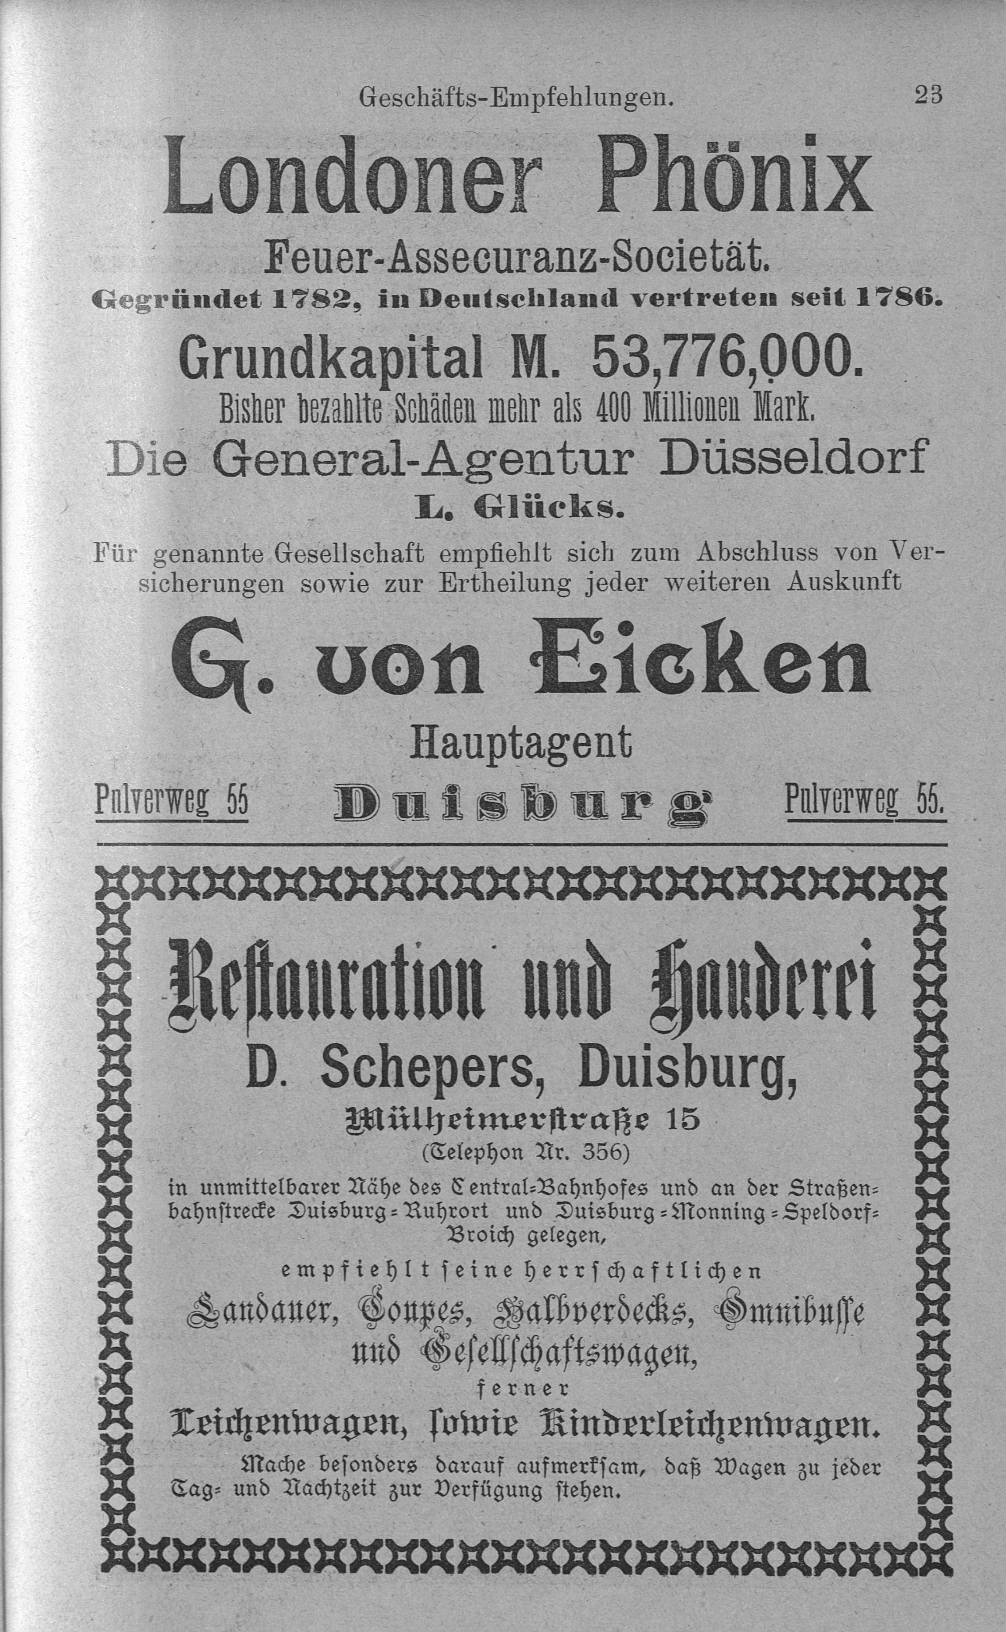 Geschäfts-Empfehlungen. 23
Londoner Phönix
Feuer-Assecuranz-Societät.
Gegründet 1782, in Deutschland vertreten seit 1786.
Grundkapital M. 53,776,000.
Bisher bezahlte Schäden mehr als 400 Millionen Mark.
Die General-Agentur Düsseldorf
L. Glücks.
Für genannte Gesellschaft empfiehlt sich zum Abschluss von Ver-
sicherungen sowie zur Ertheilung jeder weiteren Auskunft
G. von Eicken
Hauptagent
Pulverweg 55 Duisburg Pulverweg 55.
Restauration und Hauderei
D. Schepers, Duisburg,
Mülheimerstraße 15
(Telephon Nr. 356)
in unmittelbarer Nähe des Central-Bahnhofes und an der Straßen-
bahnstrecke Duisburg-Ruhrort und Duisburg-Monning-Speldorf-
Broich gelegen,
empfiehlt seine herrschaftlichen
Landauer, Coupes, Halbverdecks, Omnibusse
und Gesellschaftswagen,
ferner
Leichenwagen, sowie Kinderleichenwagen.
Mache besonders darauf aufmerksam, daß Wagen zu jeder
Tag- und Nachtzeit zur Verfügung stehen.